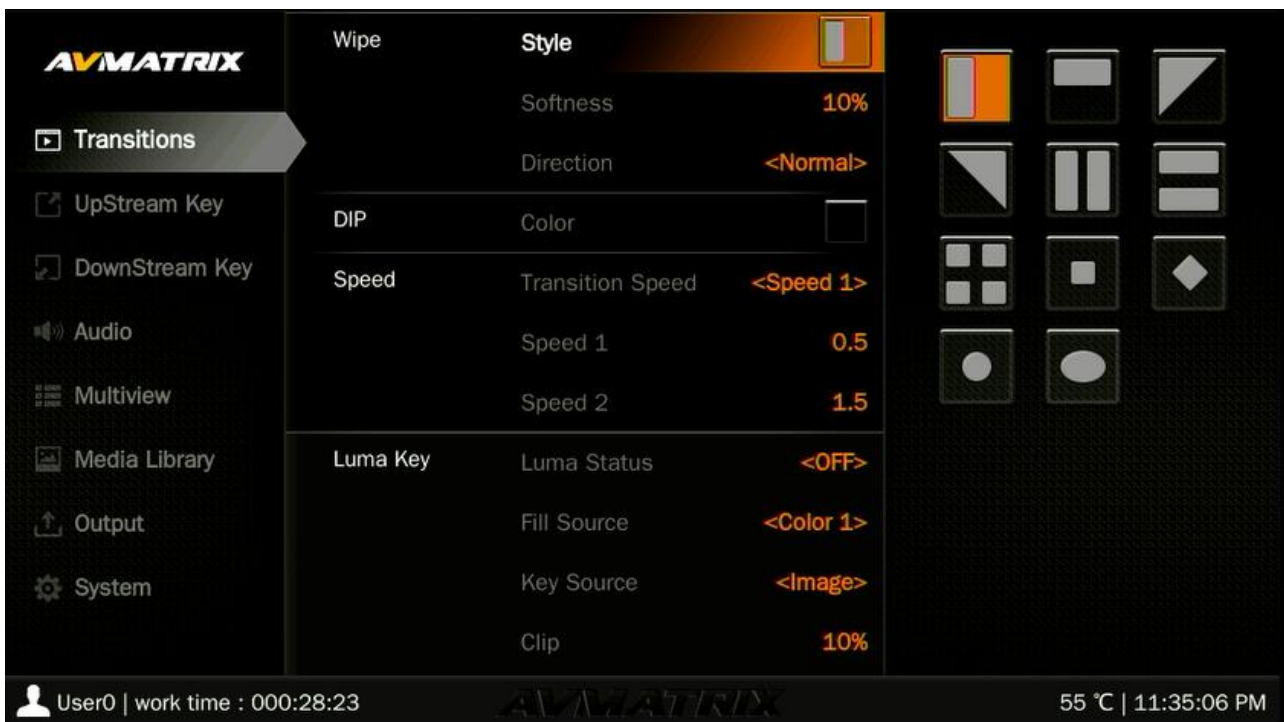 AVMATRIX
Transitions
UpStream Key
DownStream Key
Audio
Multiview
Media Library
Output
System
Wipe Style
Softness 10%
Direction <Normal>
DIP Color
Speed Transition Speed <Speed 1>
Speed 1 0.5
Speed 2 1.5
Luma Key Luma Status <OFF>
Fill Source <Color 1>
Key Source <Image>
Clip 10%
User0 | work time : 000:28:23 AVMATRIX 55 ℃ | 11:35:06 PM